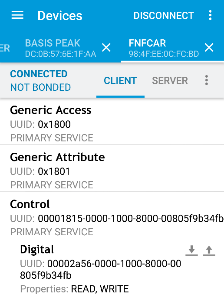 Devices DISCONNECT
ER BASIS PEAK FNFCAR
DC:0B:57:6E:1F:AA 98:4F:EE:0C:FC:BD
CONNECTED CLIENT SERVER
NOT BONDED
Generic Access
UUID: 0x1800
PRIMARY SERVICE
Generic Attribute
UUID: 0x1801
PRIMARY SERVICE
Control
UUID: 00001815-0000-1000-8000-00805f9b34fb
PRIMARY SERVICE
Digital
UUID: 00002a56-0000-1000-8000-00
805f9b34fb
Properties: READ, WRITE